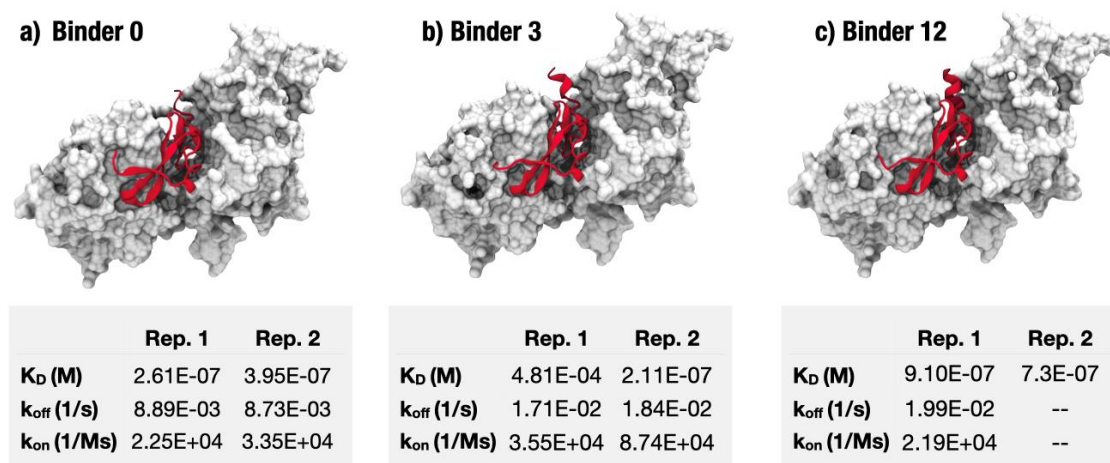 a) Binder 0
b) Binder 3
c) Binder 12
Rep. 1 Rep. 2
KD (M) 2.61E-07 3.95E-07
koff (1/s) 8.89E-03 8.73E-03
kon (1/Ms) 2.25E+04 3.35E+04
Rep. 1 Rep. 2
KD (M) 4.81E-04 2.11E-07
koff (1/s) 1.71E-02 1.84E-02
kon (1/Ms) 3.55E+04 8.74E+04
Rep. 1 Rep. 2
KD (M) 9.10E-07 7.3E-07
koff (1/s) 1.99E-02 --
kon (1/Ms) 2.19E+04 --